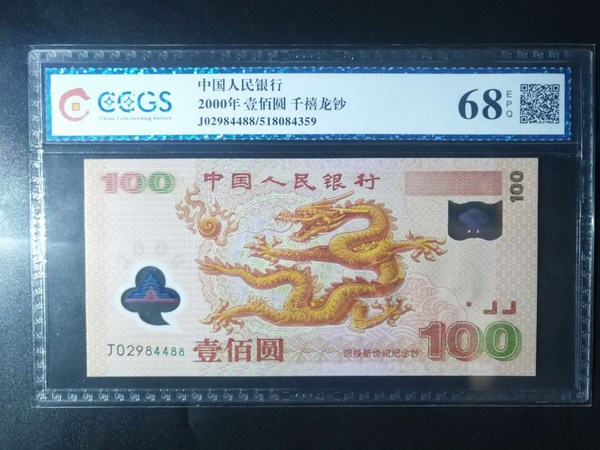 CCGS
China Coin Grading Service
中国人民银行
2000年 壹佰圆 千禧龙钞
J02984488/518084359
68
EPQ
100
中国人民银行
100
J02984488
壹佰圆
迎接新世纪纪念钞
100